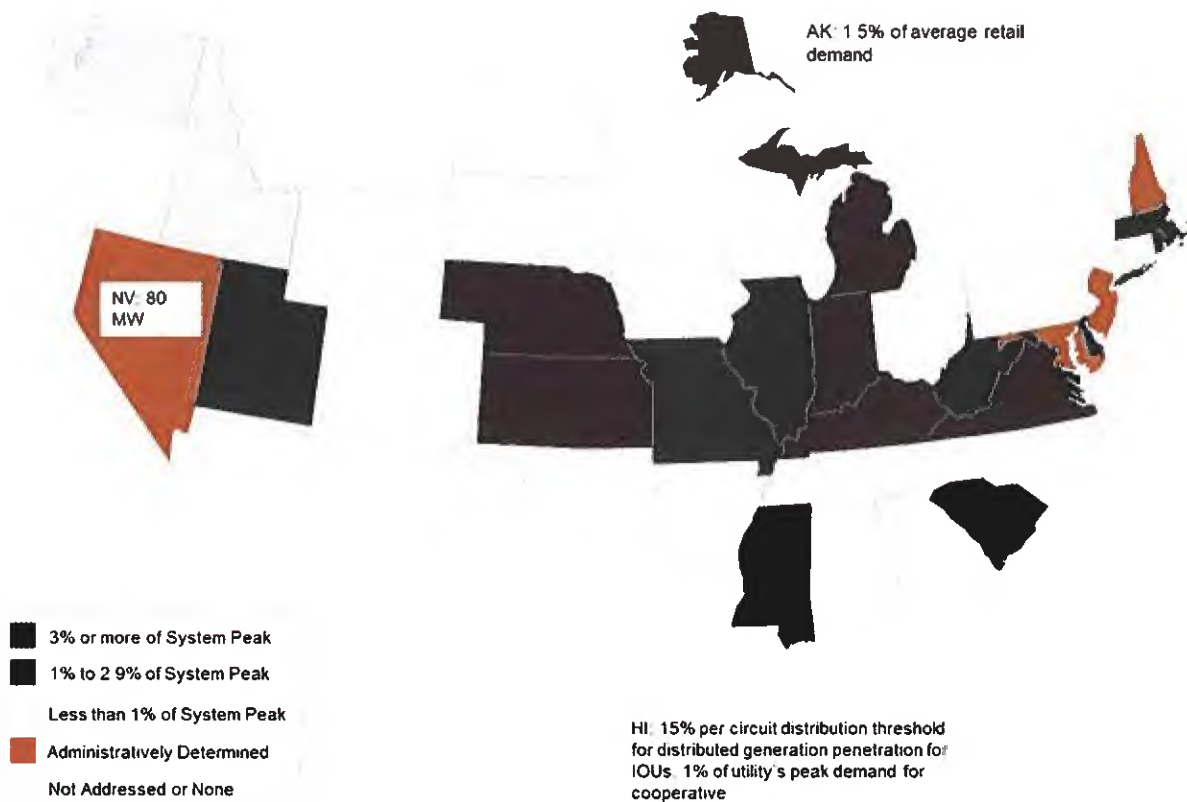 AK: 1 5% of average retail
demand
NV: 80
MW
3% or more of System Peak
1% to 2 9% of System Peak
Less than 1% of System Peak
Administratively Determined
Not Addressed or None
HI: 15% per circuit distribution threshold
for distributed generation penetration for
IOUs. 1% of utility's peak demand for
cooperative